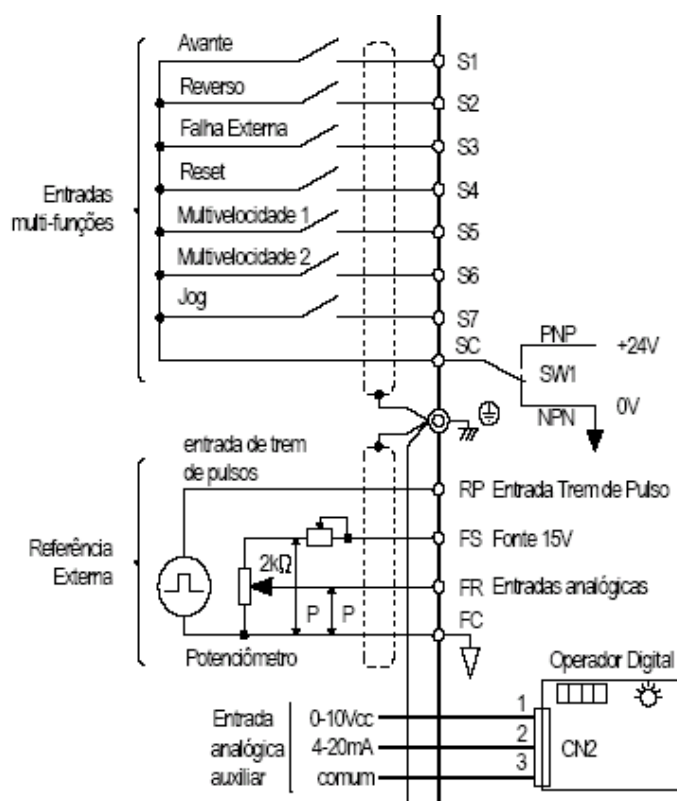 Avante
S1
Reverso
S2
Falha Externa
S3
Reset
S4
Entradas
multi-funções
Multivelocidade 1
S5
Multivelocidade 2
S6
Jog
S7
SC
PNP
+24V
SW1
NPN
0V
entrada de trem
de pulsos
RP Entrada Trem de Pulso
Referência
Externa
FS Fonte 15V
2kΩ
FR Entradas analógicas
P P
FC
Potenciômetro
Operador Digital
Entrada
analógica
auxiliar
0-10Vcc
1
4-20mA
2
comum
3
CN2